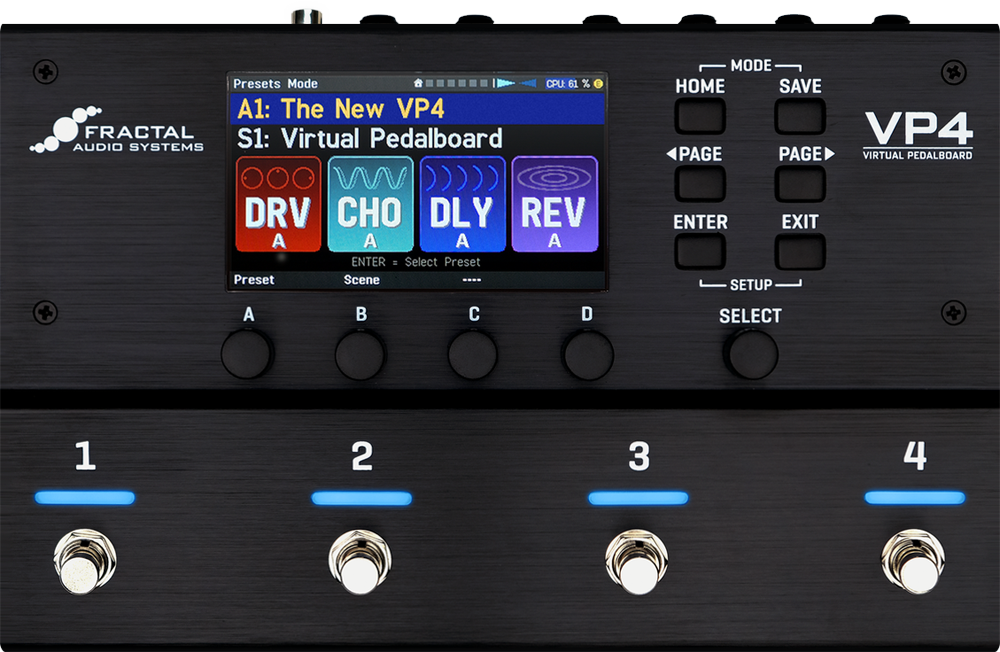 Presets Mode
CPU: 61 %
E
A1: The New VP4
S1: Virtual Pedalboard
DRV
A
CHO
A
DLY
A
REV
A
ENTER = Select Preset
Preset
Scene
----
FRACTAL
AUDIO SYSTEMS
MODE
HOME
SAVE
PAGE
PAGE
ENTER
EXIT
SETUP
VP4
VIRTUAL PEDALBOARD
A
B
C
D
SELECT
1
2
3
4